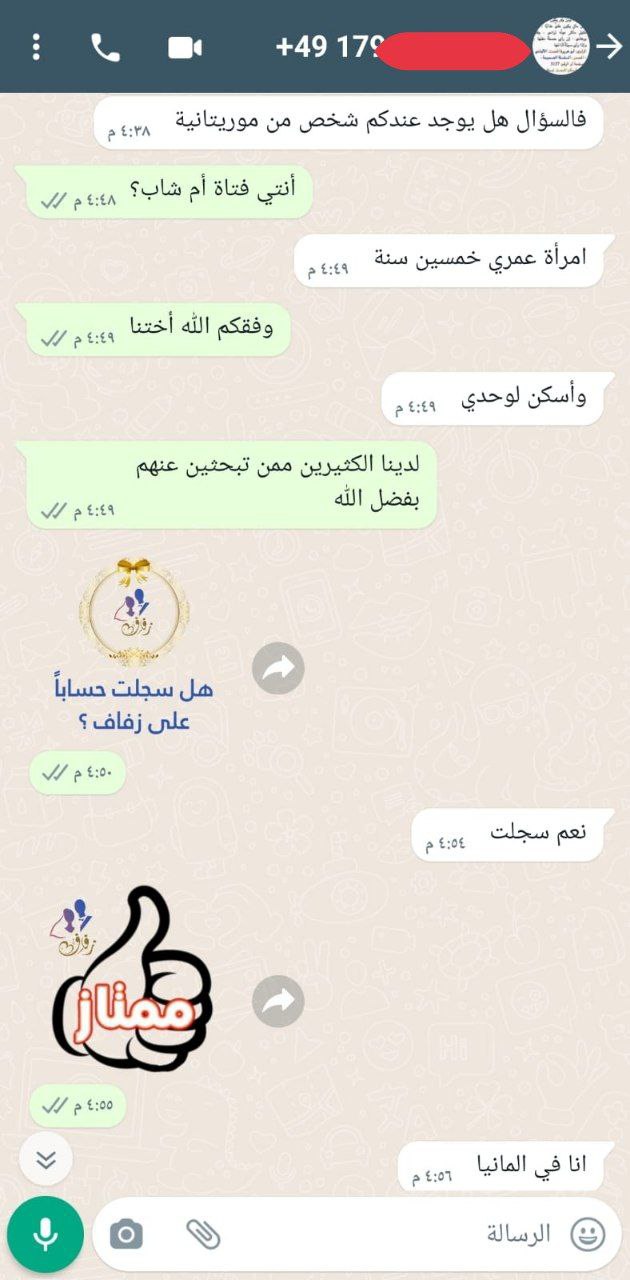 +49 179
فالسؤال هل يوجد عندكم شخص من موريتانية
٤:٣٨ م
أنتي فتاة أم شاب؟
٤:٤٨ م
امرأة عمري خمسين سنة
٤:٤٩ م
وفقكم الله أختنا
٤:٤٩ م
وأسكن لوحدي
٤:٤٩ م
لدينا الكثيرين ممن تبحثين عنهم
بفضل الله
٤:٤٩ م
زفاف
هل سجلت حساباً
على زفاف ؟
٤:٥٠ م
نعم سجلت
٤:٥٤ م
زفاف
ممتاز
٤:٥٥ م
انا في المانيا
٤:٥٦ م
الرسالة